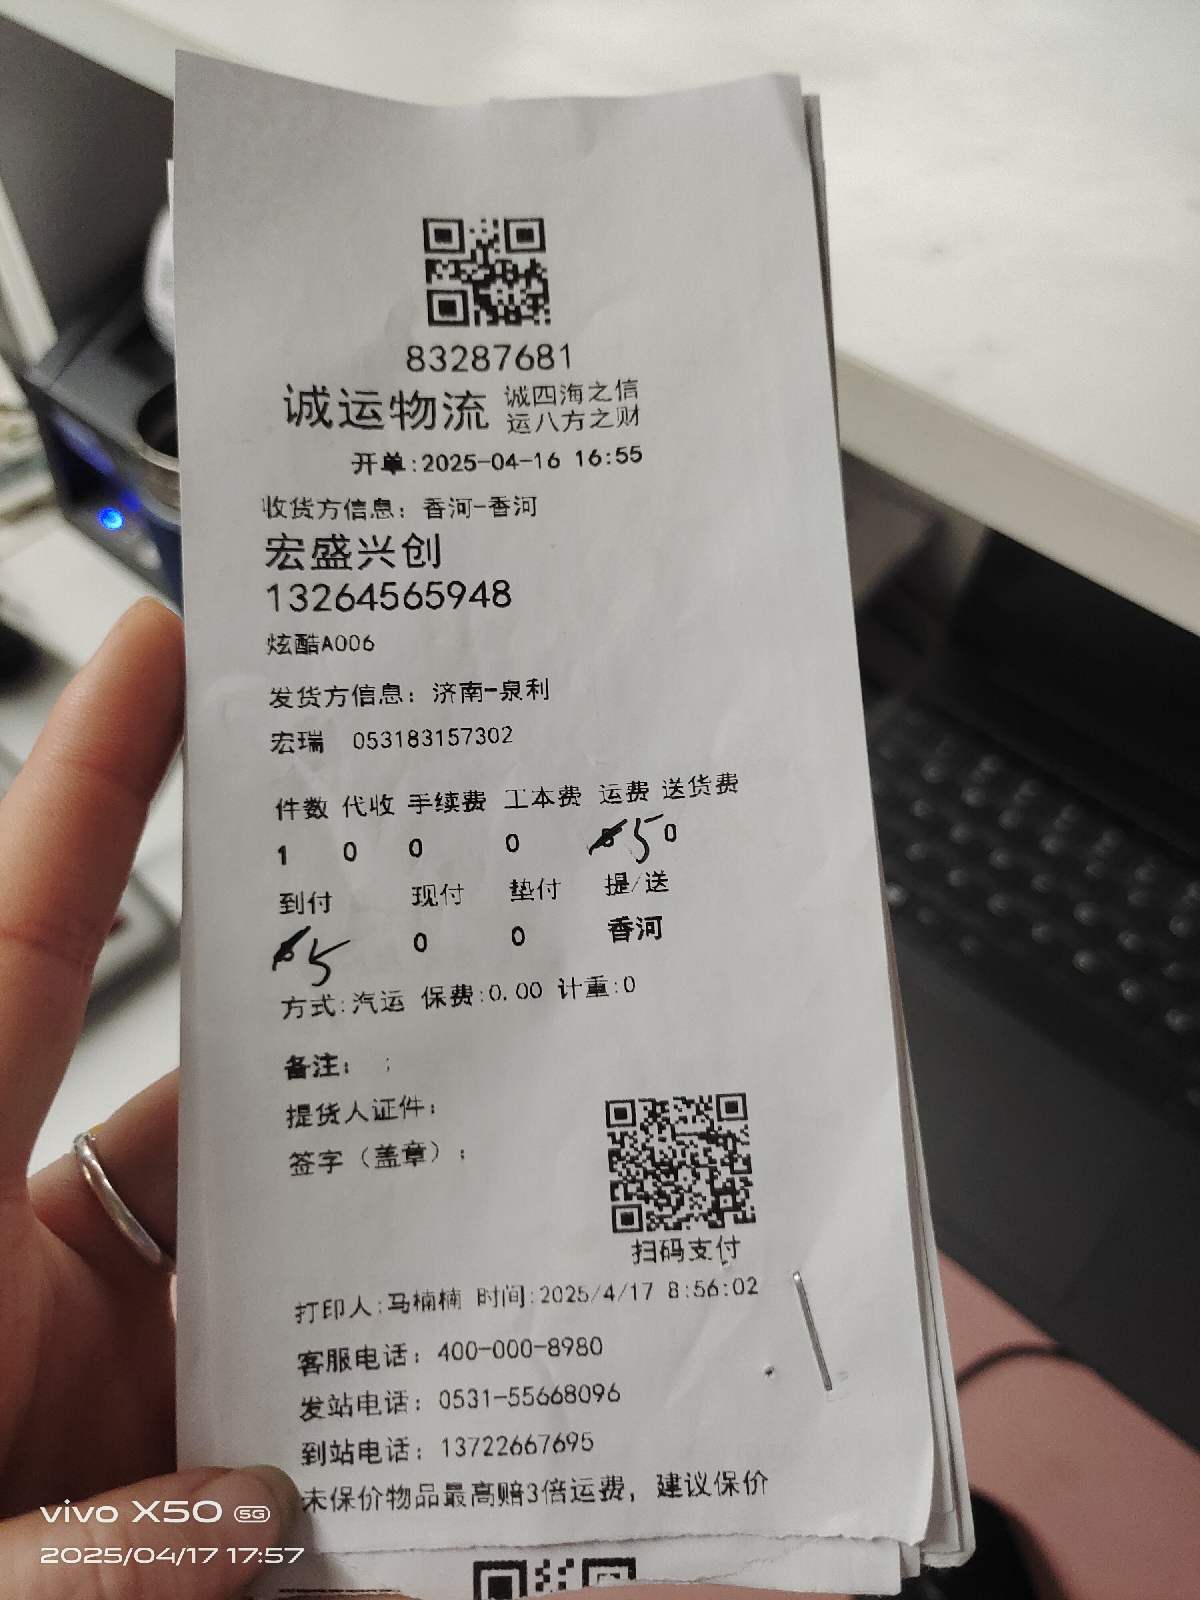 83287681
诚运物流 诚四海之信
运八方之财
开单:2025-04-16 16:55
收货方信息: 香河-香河
宏盛兴创
13264565948
炫酷A006
发货方信息: 济南-泉利
宏瑞 053183157302
件数 代收 手续费 工本费 运费 送货费
1 0 0 0 5 0
到付 现付 垫付 提/送
5 0 0 香河
方式:汽运 保费:0.00 计重:0
备注: ;
提货人证件:
签字（盖章）:
扫码支付
打印人:马楠楠 时间:2025/4/17 8:56:02
客服电话: 400-000-8980
发站电话: 0531-55668096
到站电话: 13722667695
未保价物品最高赔3倍运费, 建议保价
vivo X50 5G
2025/04/17 17:57